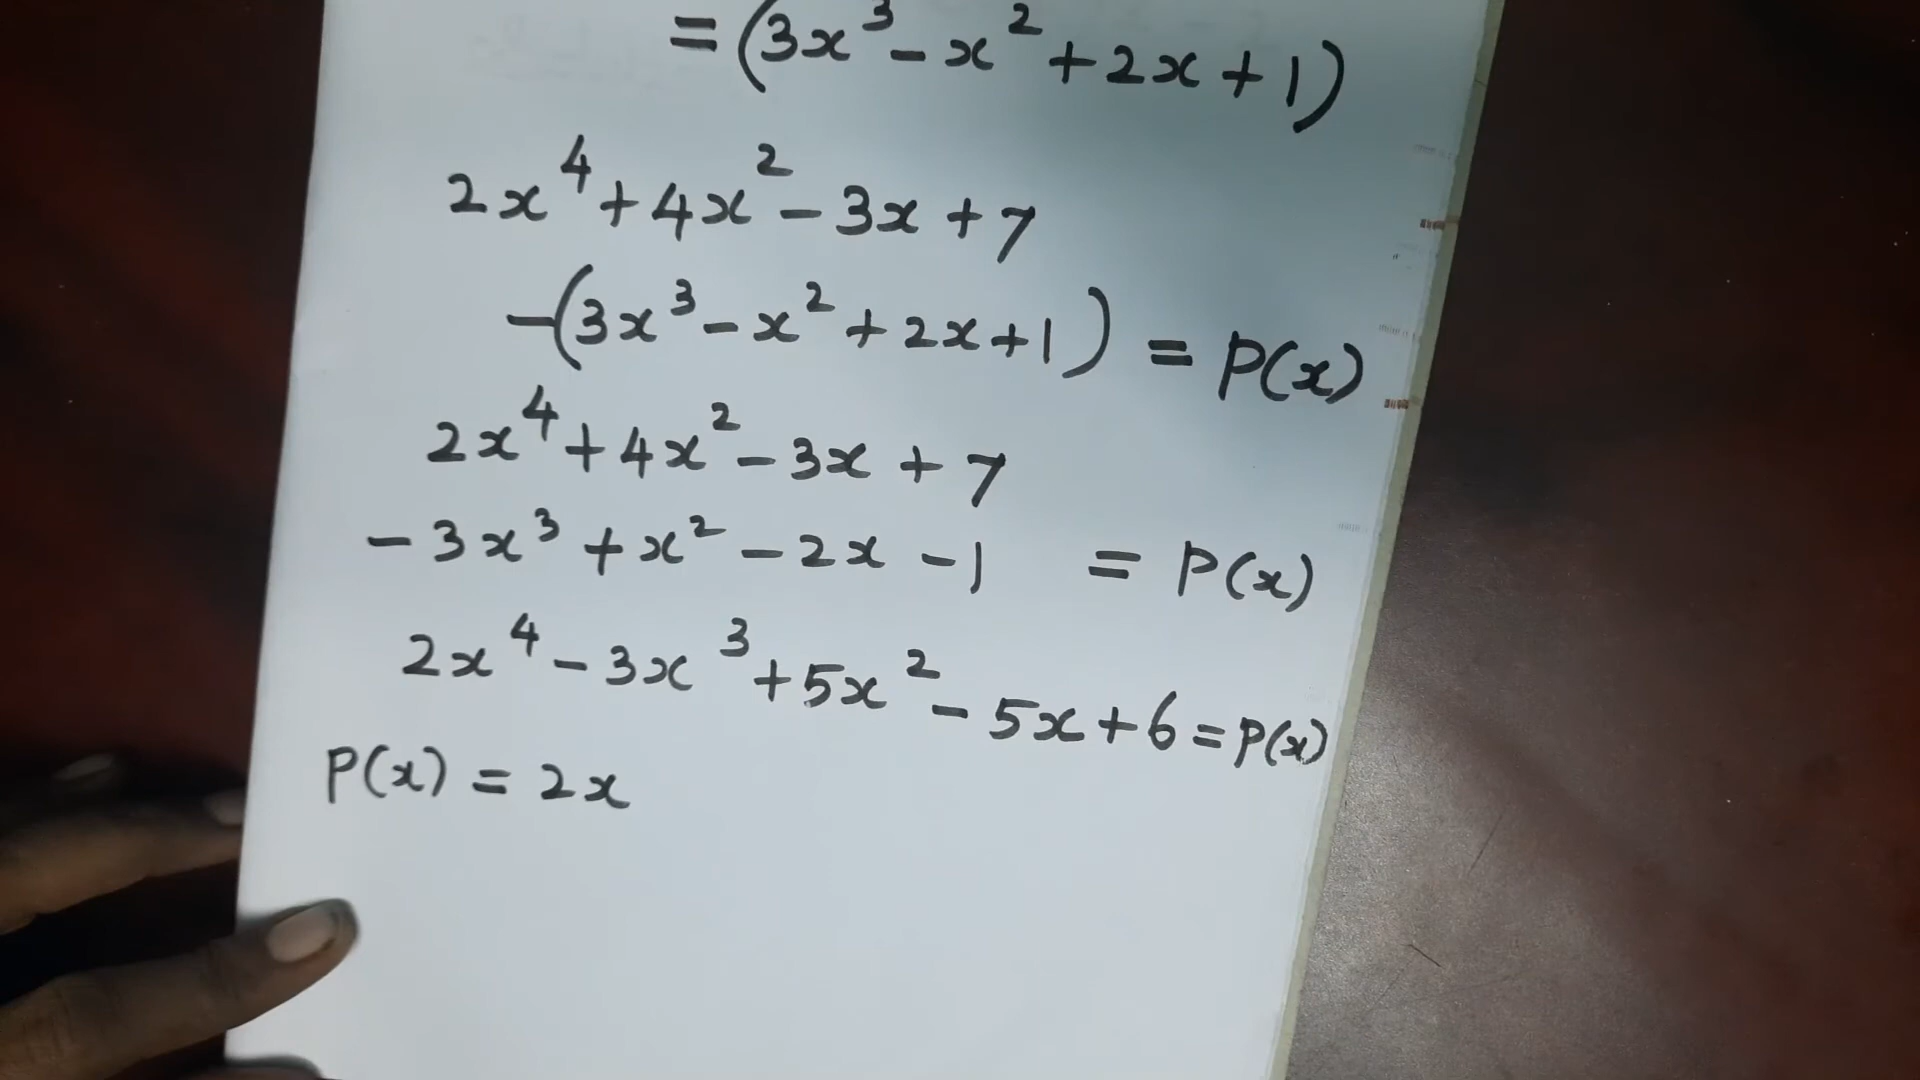 = (3x³ - x² + 2x + 1)
2x⁴ + 4x² - 3x + 7
-(3x³ - x² + 2x + 1) = P(x)
2x⁴ + 4x² - 3x + 7
- 3x³ + x² - 2x - 1 = P(x)
2x⁴ - 3x³ + 5x² - 5x + 6 = P(x)
P(x) = 2x